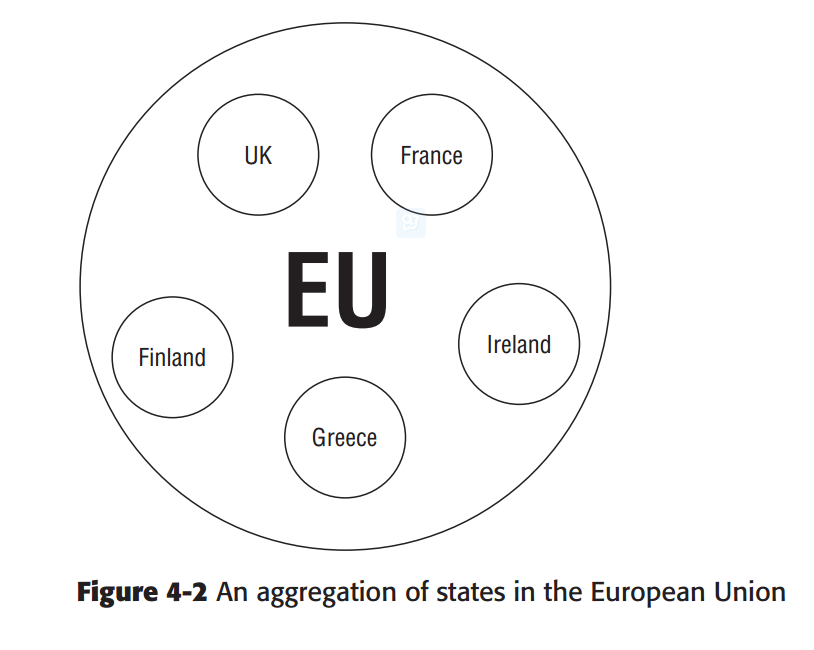 UK
France
EU
Finland
Ireland
Greece
Figure 4-2 An aggregation of states in the European Union